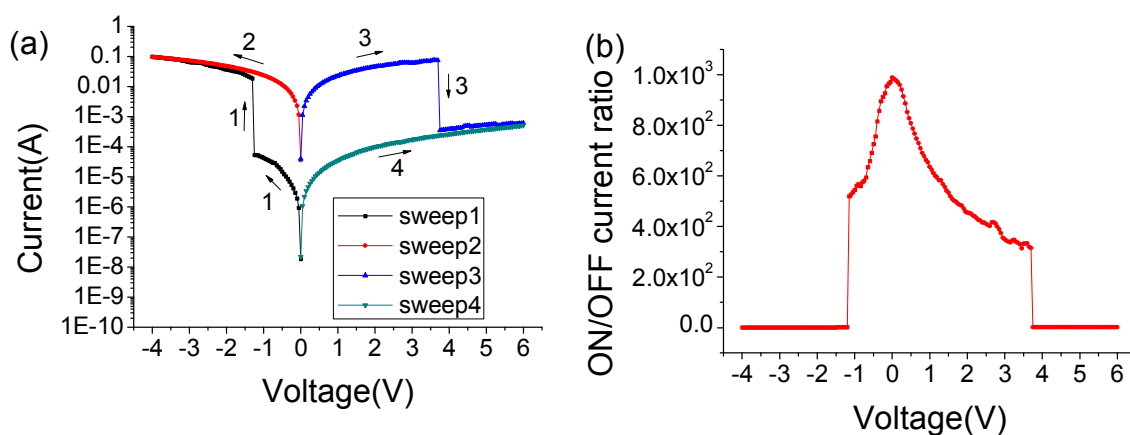 (a)
Current(A)
1
0.1
0.01
1E-3
1E-4
1E-5
1E-6
1E-7
1E-8
1E-9
1E-10
2
3
3
1
1
4
sweep1
sweep2
sweep3
sweep4
-4 -3 -2 -1 0 1 2 3 4 5 6
Voltage(V)
(b)
ON/OFF current ratio
1.0x10³
8.0x10²
6.0x10²
4.0x10²
2.0x10²
0.0
-4 -3 -2 -1 0 1 2 3 4 5 6
Voltage(V)